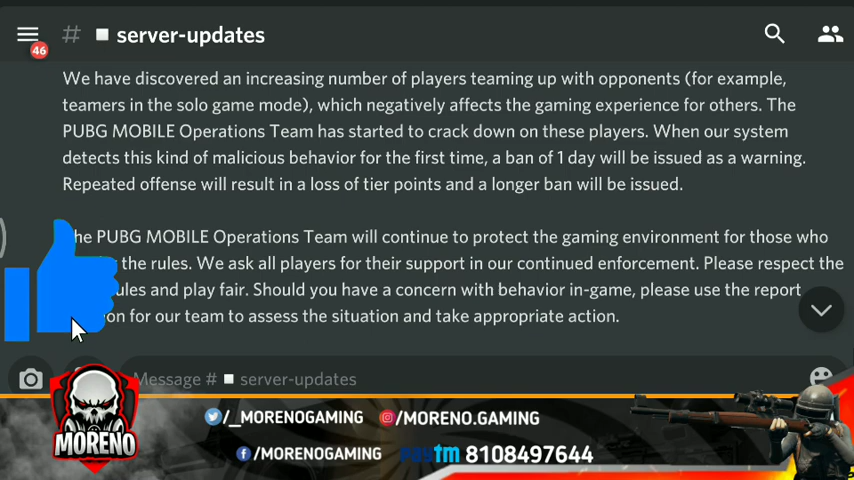 # server-updates
46
We have discovered an increasing number of players teaming up with opponents (for example,
teamers in the solo game mode), which negatively affects the gaming experience for others. The
PUBG MOBILE Operations Team has started to crack down on these players. When our system
detects this kind of malicious behavior for the first time, a ban of 1 day will be issued as a warning.
Repeated offense will result in a loss of tier points and a longer ban will be issued.
he PUBG MOBILE Operations Team will continue to protect the gaming environment for those who
the rules. We ask all players for their support in our continued enforcement. Please respect the
ules and play fair. Should you have a concern with behavior in-game, please use the report
on for our team to assess the situation and take appropriate action.
Message # server-updates
MORENO
/_MORENOGAMING /MORENO.GAMING
/MORENOGAMING paytm 8108497644